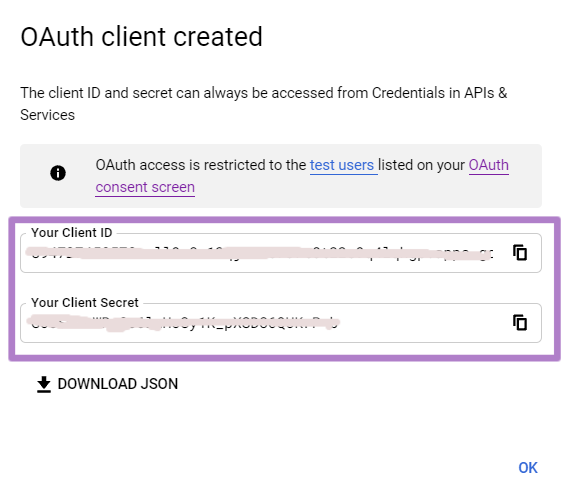 OAuth client created
The client ID and secret can always be accessed from Credentials in APIs &
Services
OAuth access is restricted to the test users listed on your OAuth
consent screen
Your Client ID
Your Client Secret
DOWNLOAD JSON
OK